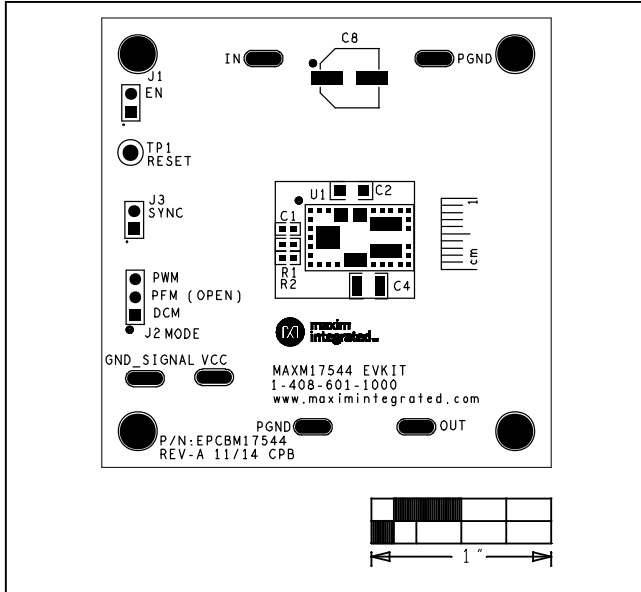 C8
IN
PGND
J1
EN
TP1
RESET
J3
SYNC
U1
C2
C1
R1
R2
C4
1
cm
PWM
PFM (OPEN)
DCM
J2 MODE
maxim
integrated™
GND_SIGNAL VCC
MAXM17544 EVKIT
1-408-601-1000
www.maximintegrated.com
PGND
OUT
P/N:EPCBM17544
REV-A 11/14 CPB
1 "